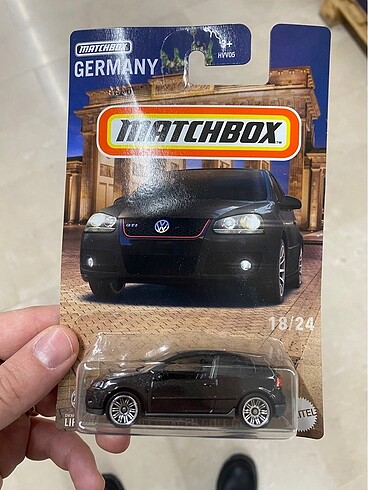 MATCHBOX
GERMANY
HVV05
MATCHBOX
GTI
18/24